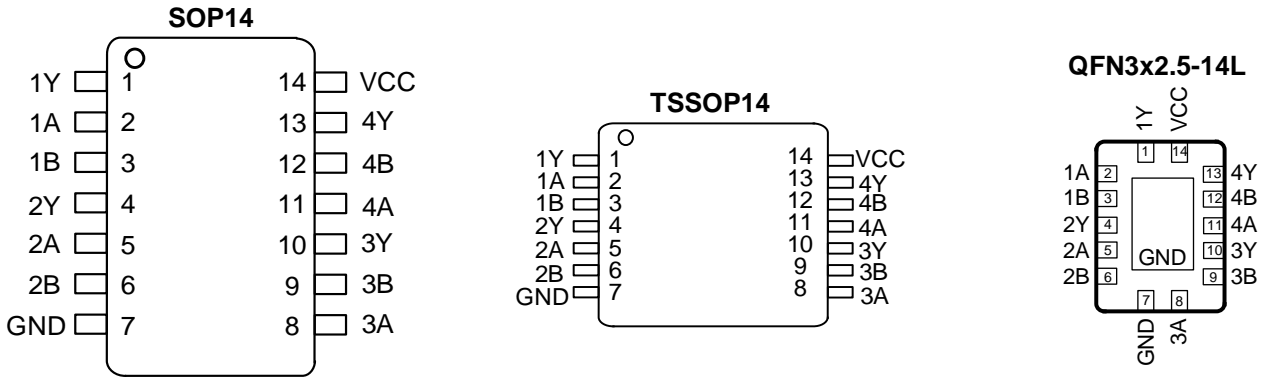 SOP14
1Y 1 14 VCC
1A 2 13 4Y
1B 3 12 4B
2Y 4 11 4A
2A 5 10 3Y
2B 6 9 3B
GND 7 8 3A
TSSOP14
1Y 1 14 VCC
1A 2 13 4Y
1B 3 12 4B
2Y 4 11 4A
2A 5 10 3Y
2B 6 9 3B
GND 7 8 3A
QFN3x2.5-14L
1Y VCC
1 14
1A 2 13 4Y
1B 3 12 4B
2Y 4 11 4A
2A 5 10 3Y
GND
2B 6 9 3B
7 8
GND 3A